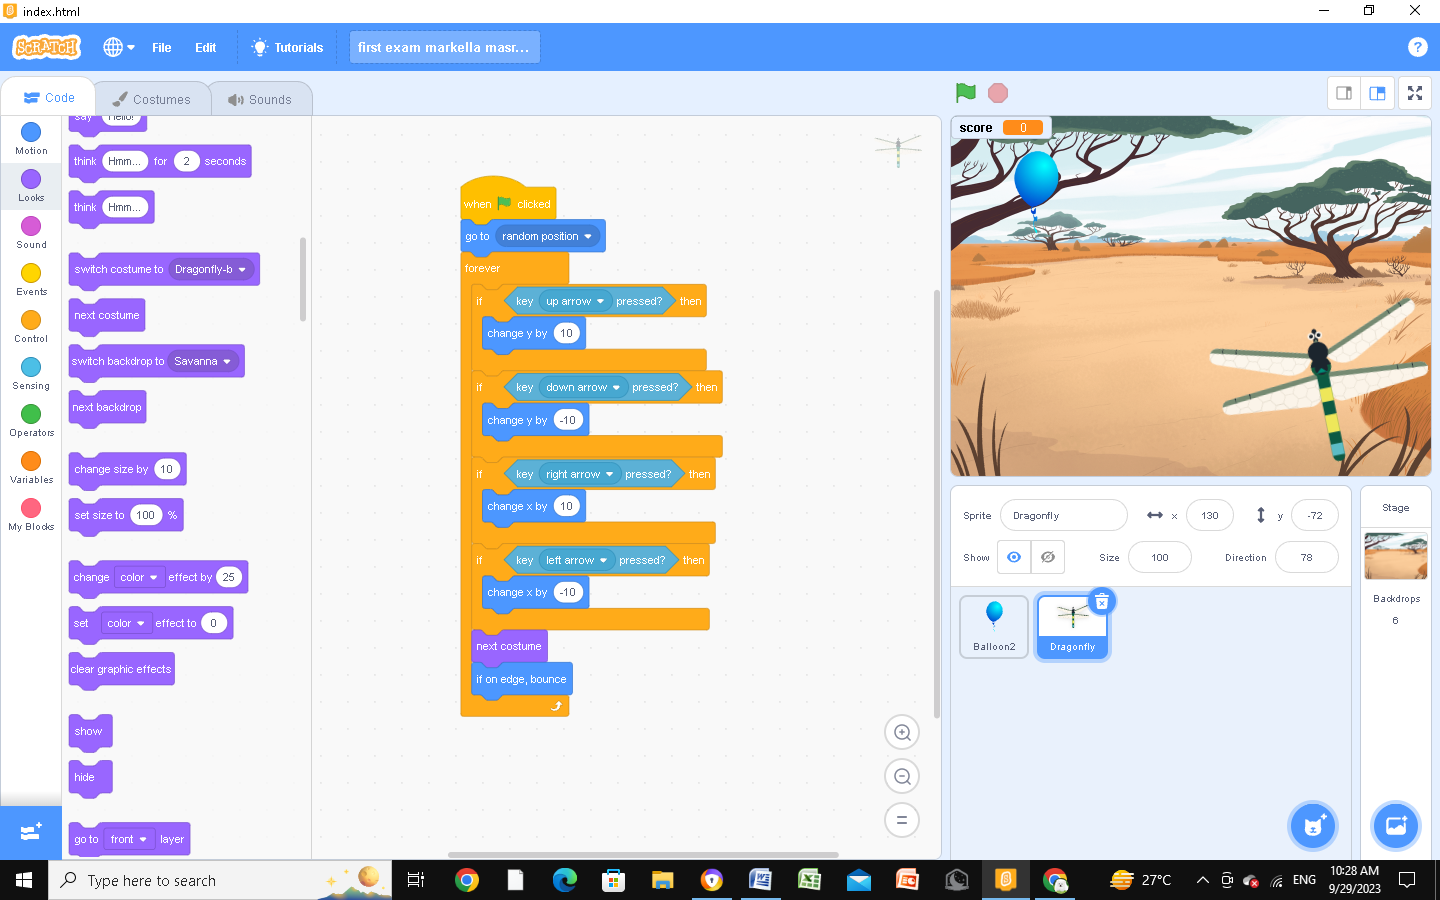 index.html
SCRATCH File Edit Tutorials first exam markella masr... ?
Code Costumes Sounds
Motion
Looks
Sound
Events
Control
Sensing
Operators
Variables
My Blocks
say Hello!
think Hmm... for 2 seconds
think Hmm...
switch costume to Dragonfly-b
next costume
switch backdrop to Savanna
next backdrop
change size by 10
set size to 100 %
change color effect by 25
set color effect to 0
clear graphic effects
show
hide
go to front layer
when clicked
go to random position
forever
if key up arrow pressed? then
change y by 10
if key down arrow pressed? then
change y by -10
if key right arrow pressed? then
change x by 10
if key left arrow pressed? then
change x by -10
next costume
if on edge, bounce
score 0
Sprite Dragonfly x 130 y -72
Show Size 100 Direction 78
Balloon2
Dragonfly
Stage
Backdrops
6
Type here to search
27°C
ENG
10:28 AM
9/29/2023